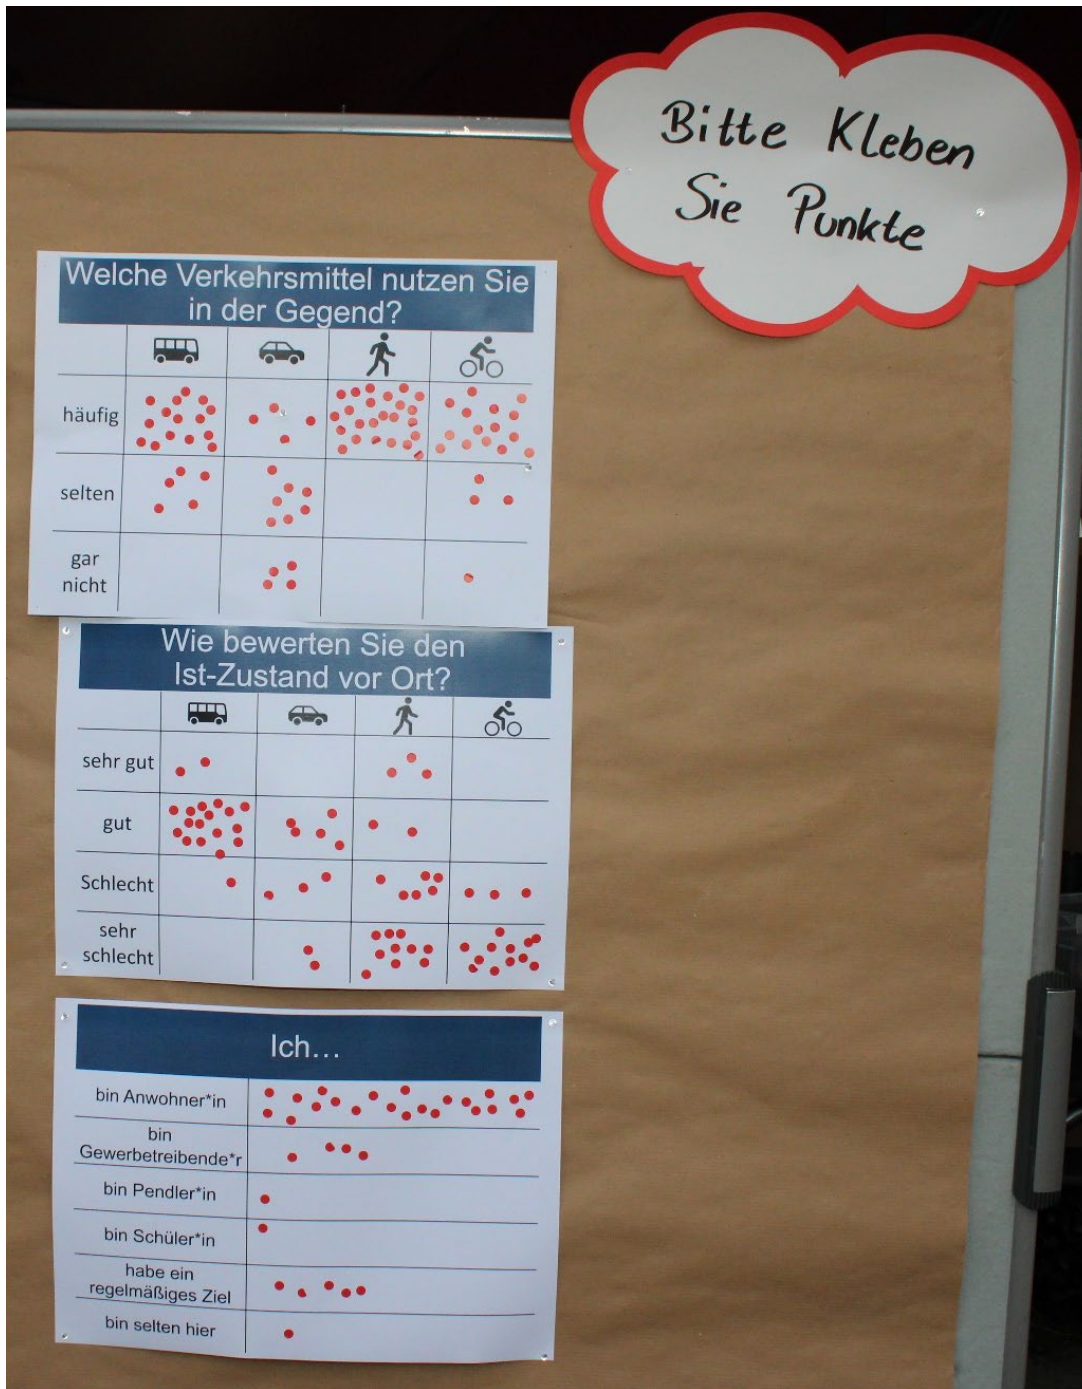 Bitte Kleben
Sie Punkte
Welche Verkehrsmittel nutzen Sie
in der Gegend?
häufig
selten
gar
nicht
Wie bewerten Sie den
Ist-Zustand vor Ort?
sehr gut
gut
Schlecht
sehr
schlecht
Ich...
bin Anwohner*in
bin
Gewerbetreibende*r
bin Pendler*in
bin Schüler*in
habe ein
regelmäßiges Ziel
bin selten hier